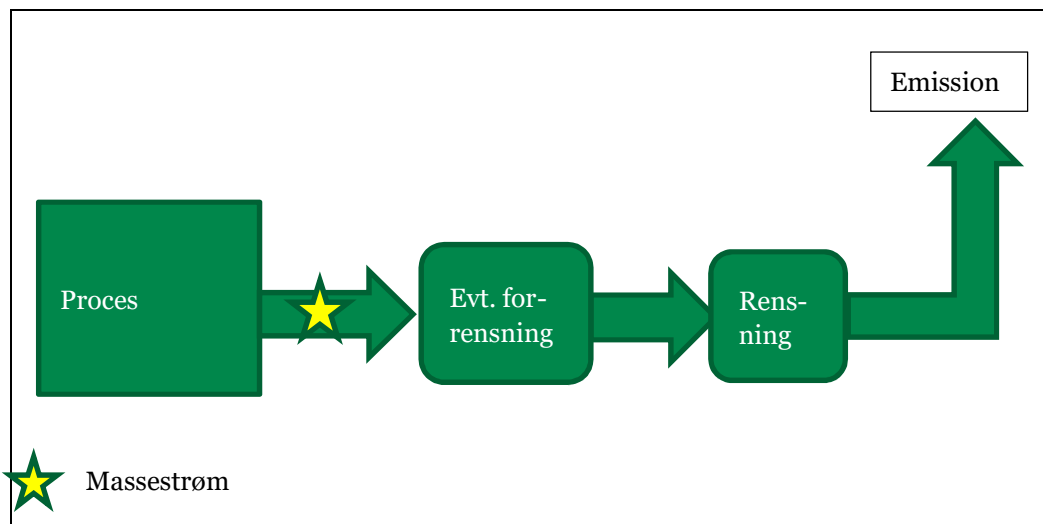 Emission
Proces
Evt. for-
rensning
Rens-
ning
Massestrøm